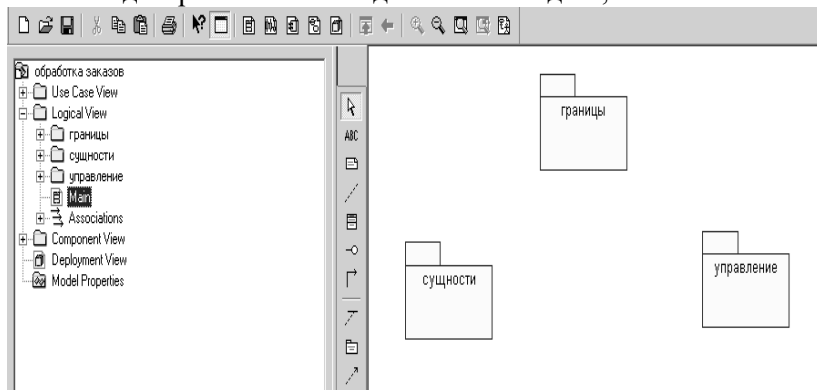 обработка заказов
Use Case View
Logical View
границы
сущности
управление
Main
Associations
Component View
Deployment View
Model Properties
ABC
границы
сущности
управление